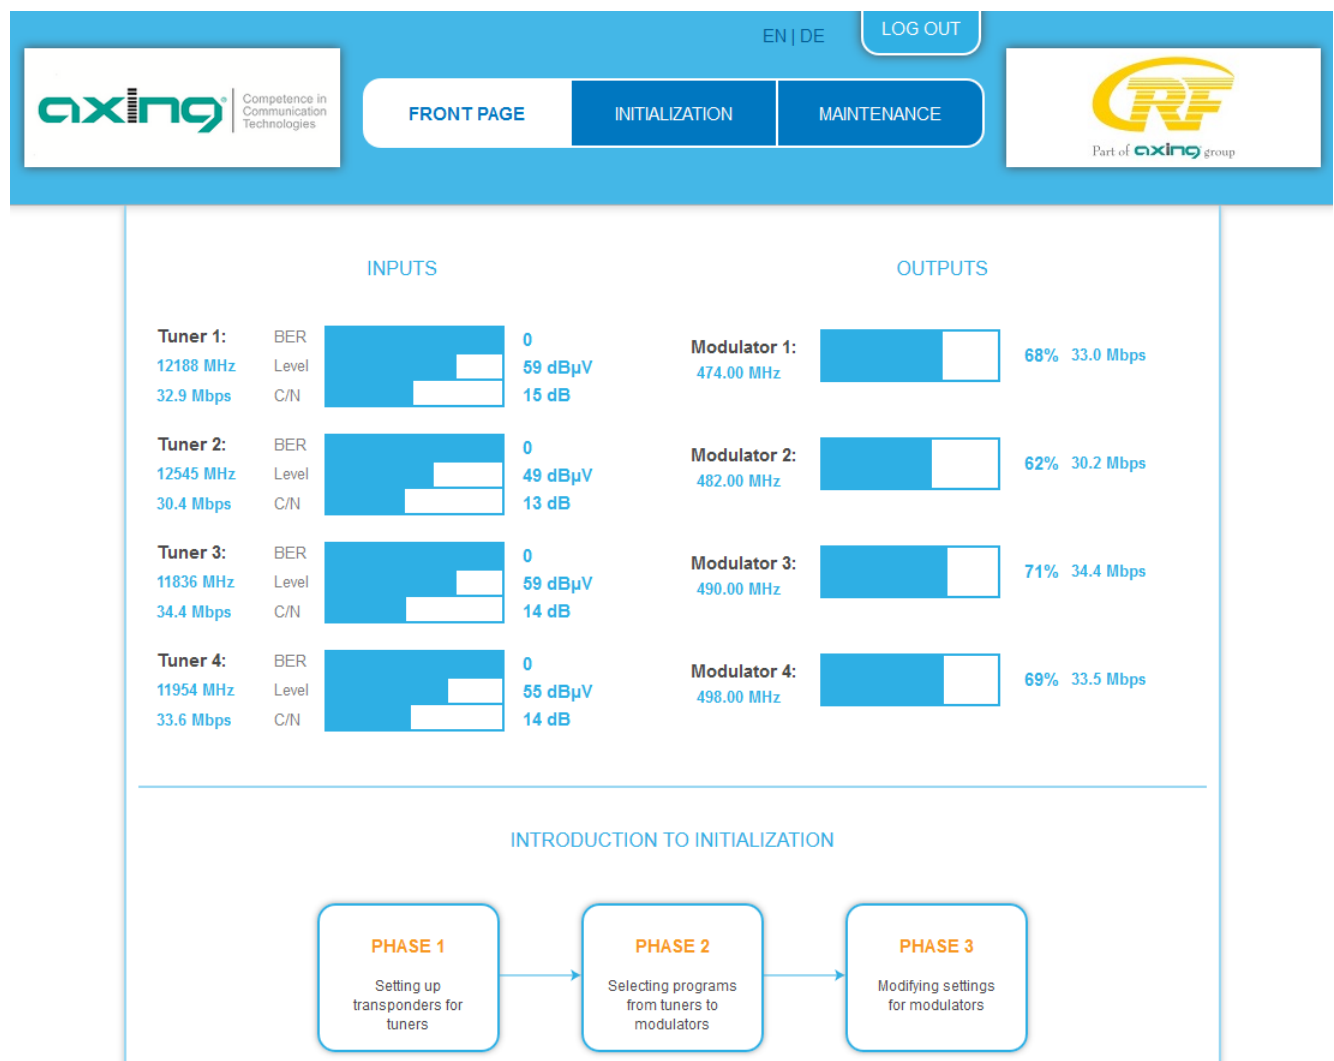 EN | DE
LOG OUT
axing
Competence in
Communication
Technologies
FRONT PAGE
INITIALIZATION
MAINTENANCE
CRF
Part of axing group
INPUTS
OUTPUTS
Tuner 1: BER 0
12188 MHz Level 59 dBµV
32.9 Mbps C/N 15 dB
Modulator 1:
474.00 MHz
68% 33.0 Mbps
Tuner 2: BER 0
12545 MHz Level 49 dBµV
30.4 Mbps C/N 13 dB
Modulator 2:
482.00 MHz
62% 30.2 Mbps
Tuner 3: BER 0
11836 MHz Level 59 dBµV
34.4 Mbps C/N 14 dB
Modulator 3:
490.00 MHz
71% 34.4 Mbps
Tuner 4: BER 0
11954 MHz Level 55 dBµV
33.6 Mbps C/N 14 dB
Modulator 4:
498.00 MHz
69% 33.5 Mbps
INTRODUCTION TO INITIALIZATION
PHASE 1
Setting up
transponders for
tuners
PHASE 2
Selecting programs
from tuners to
modulators
PHASE 3
Modifying settings
for modulators